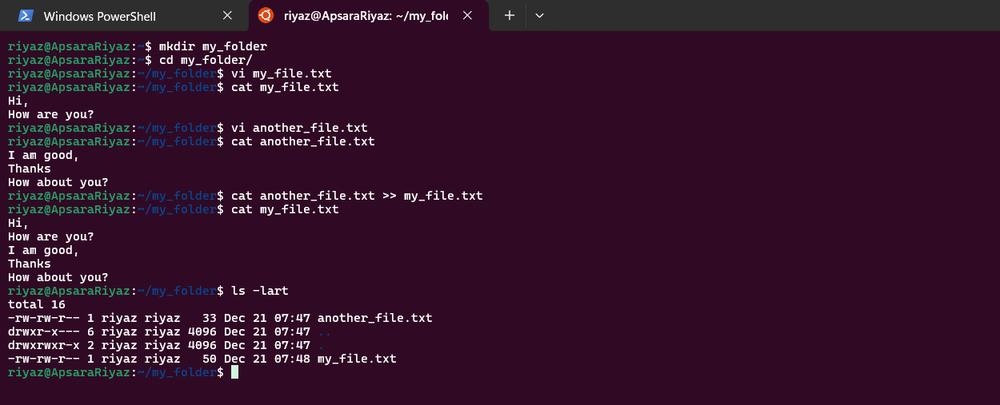 Windows PowerShell
riyaz@ApsaraRiyaz: ~/my_fol
riyaz@ApsaraRiyaz:~$ mkdir my_folder
riyaz@ApsaraRiyaz:~$ cd my_folder/
riyaz@ApsaraRiyaz:~/my_folder$ vi my_file.txt
riyaz@ApsaraRiyaz:~/my_folder$ cat my_file.txt
Hi,
How are you?
riyaz@ApsaraRiyaz:~/my_folder$ vi another_file.txt
riyaz@ApsaraRiyaz:~/my_folder$ cat another_file.txt
I am good,
Thanks
How about you?
riyaz@ApsaraRiyaz:~/my_folder$ cat another_file.txt >> my_file.txt
riyaz@ApsaraRiyaz:~/my_folder$ cat my_file.txt
Hi,
How are you?
I am good,
Thanks
How about you?
riyaz@ApsaraRiyaz:~/my_folder$ ls -lart
total 16
-rw-rw-r-- 1 riyaz riyaz   33 Dec 21 07:47 another_file.txt
drwxr-x--- 6 riyaz riyaz 4096 Dec 21 07:47 ..
drwxrwxr-x 2 riyaz riyaz 4096 Dec 21 07:47 .
-rw-rw-r-- 1 riyaz riyaz   50 Dec 21 07:48 my_file.txt
riyaz@ApsaraRiyaz:~/my_folder$